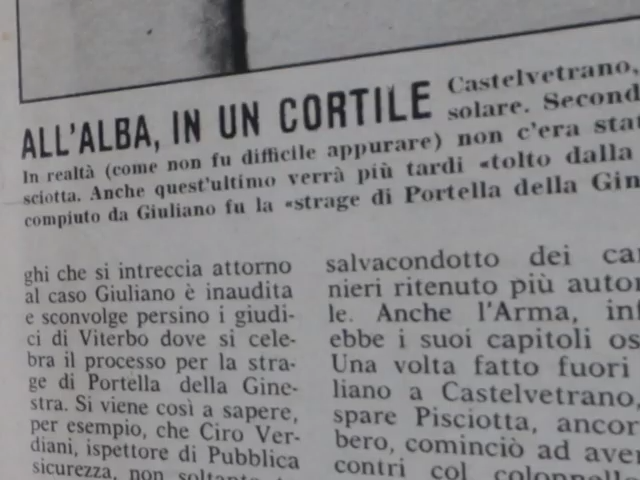 ALL'ALBA, IN UN CORTILE Castelvetrano,
solare. Second
In realtà (come non fu difficile appurare) non c'era stat
sciotta. Anche quest'ultimo verrà più tardi «tolto dalla
compiuto da Giuliano fu la «strage di Portella della Gin
ghi che si intreccia attorno
al caso Giuliano è inaudita
e sconvolge persino i giudi-
ci di Viterbo dove si cele-
bra il processo per la stra-
ge di Portella della Gine-
stra. Si viene così a sapere,
per esempio, che Ciro Ver-
diani, ispettore di Pubblica
sicurezza, non soltanto
salvacondotto dei ca
nieri ritenuto più autor
le. Anche l'Arma, inf
ebbe i suoi capitoli os
Una volta fatto fuori
liano a Castelvetrano,
spare Pisciotta, ancor
bero, cominciò ad ave
contri col colonnell